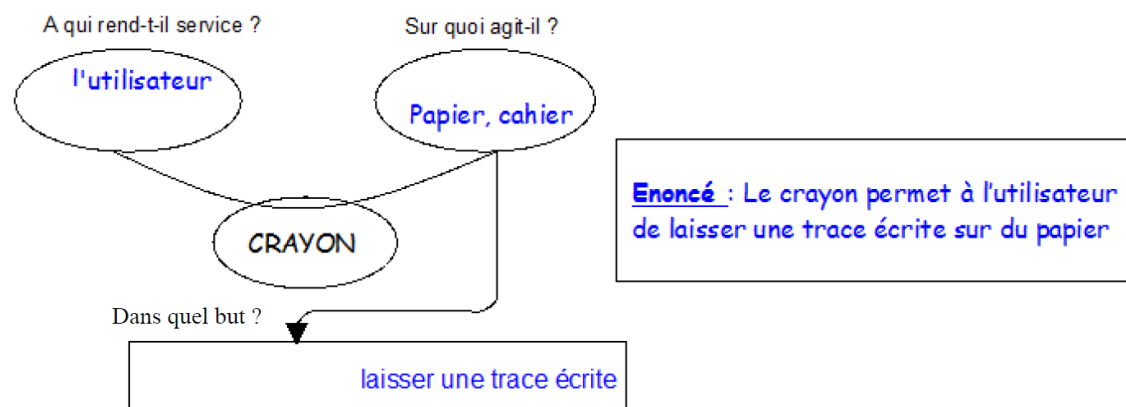 A qui rend-t-il service ?
Sur quoi agit-il ?
l'utilisateur
Papier, cahier
Enoncé : Le crayon permet à l'utilisateur
de laisser une trace écrite sur du papier
CRAYON
Dans quel but ?
laisser une trace écrite